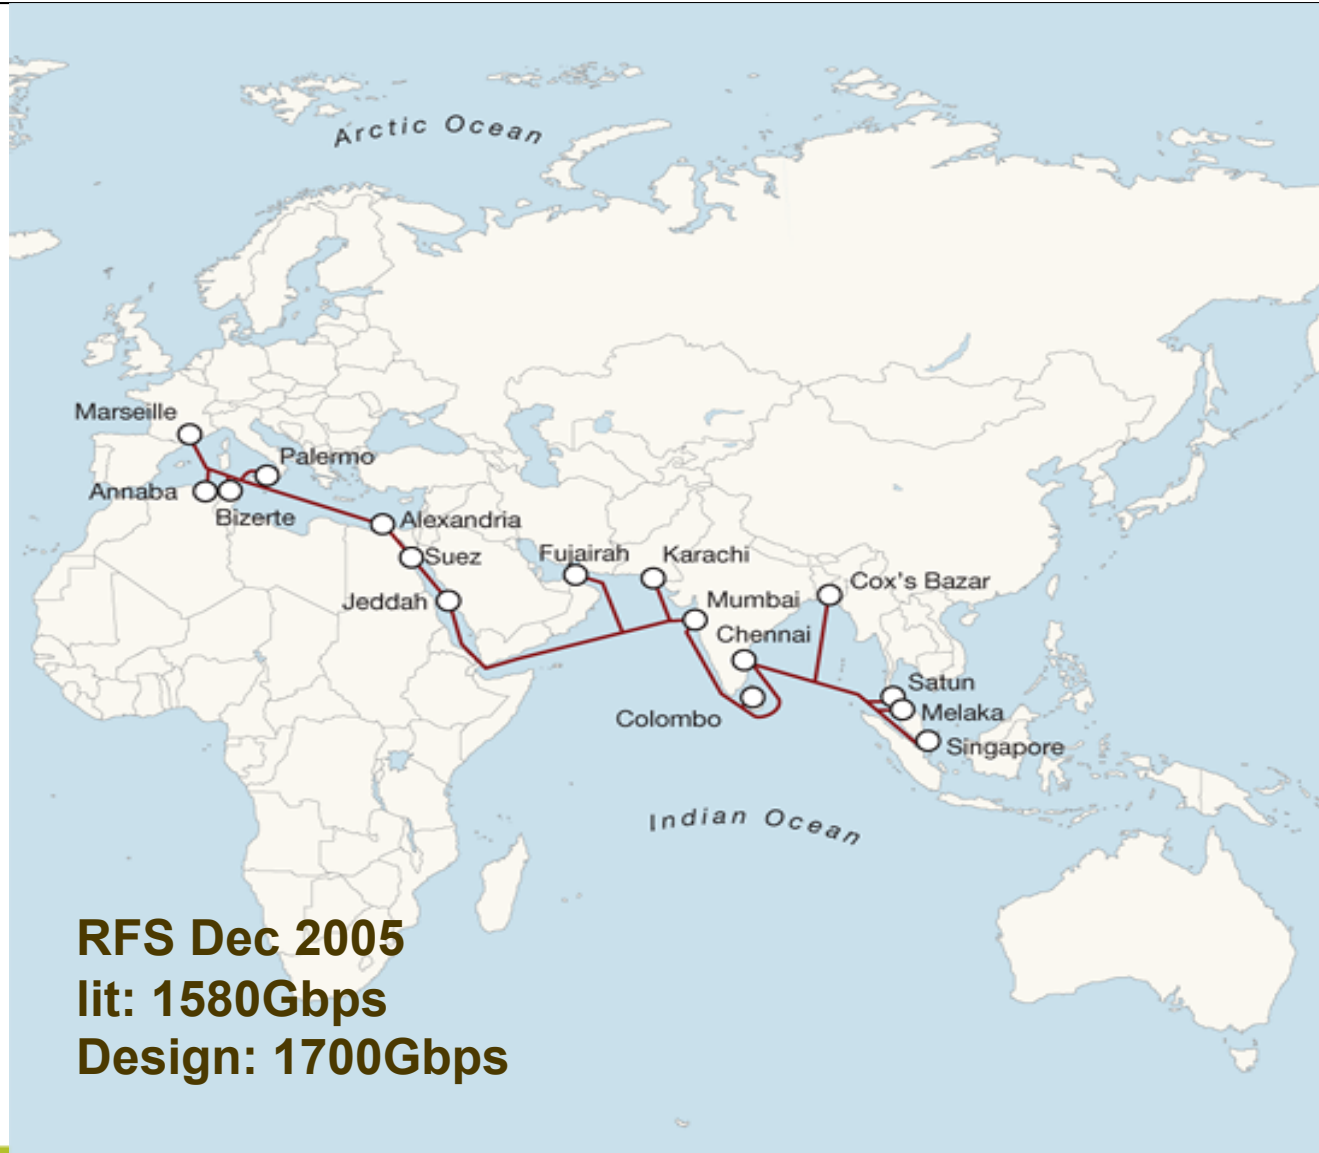 Arctic Ocean
Marseille
Palermo
Annaba
Bizerte
Alexandria
Suez
Fujairah
Karachi
Jeddah
Cox's Bazar
Mumbai
Chennai
Satun
Colombo
Melaka
Singapore
Indian Ocean
RFS Dec 2005
lit: 1580Gbps
Design: 1700Gbps